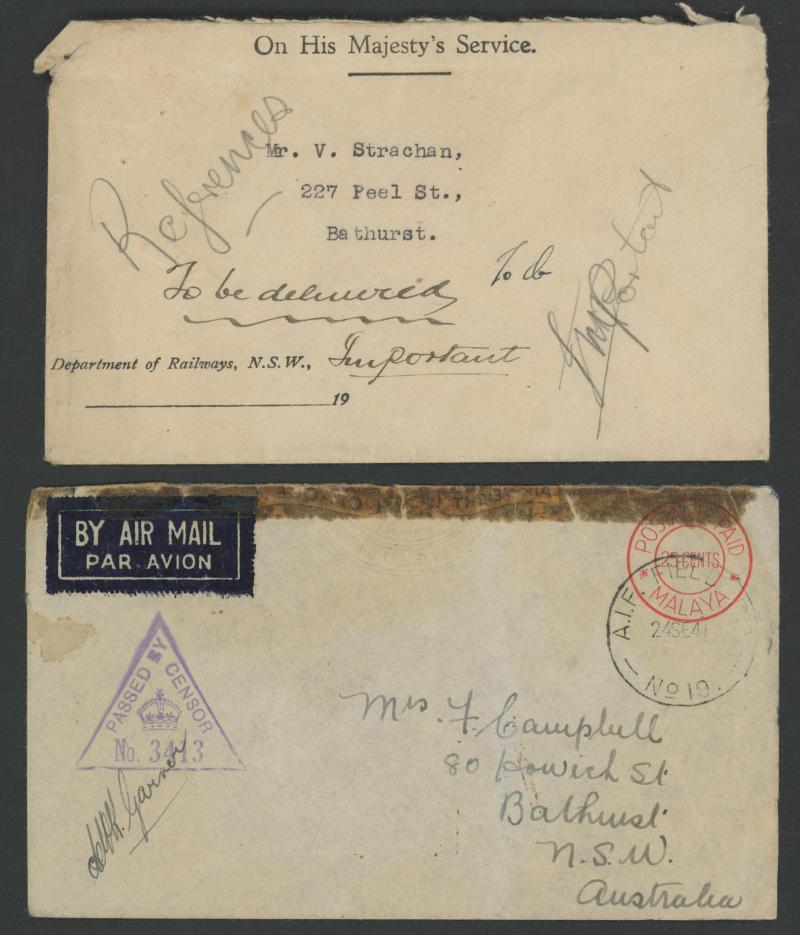 On His Majesty's Service.
References
Mr. V. Strachan,
227 Peel St.,
Bathurst.
To be delivered
To b
Important
Department of Railways, N.S.W., Important
19
BY AIR MAIL
PAR AVION
POSTAGE PAID
25 CENTS
MALAYA
A.I.F. FIELD
24SE41
No 19.
PASSED BY CENSOR
No. 3413
Garner
Mrs. F. Campbell
80 Howick St
Bathurst
N.S.W.
Australia